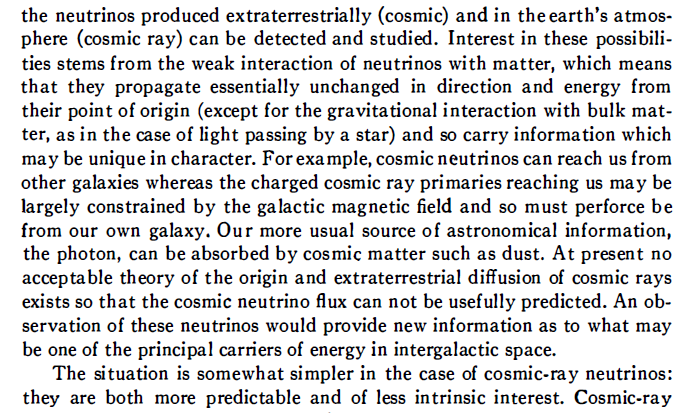 the neutrinos produced extraterrestrially (cosmic) and in the earth's atmos-
phere (cosmic ray) can be detected and studied. Interest in these possibili-
ties stems from the weak interaction of neutrinos with matter, which means
that they propagate essentially unchanged in direction and energy from
their point of origin (except for the gravitational interaction with bulk mat-
ter, as in the case of light passing by a star) and so carry information which
may be unique in character. For example, cosmic neutrinos can reach us from
other galaxies whereas the charged cosmic ray primaries reaching us may be
largely constrained by the galactic magnetic field and so must perforce be
from our own galaxy. Our more usual source of astronomical information,
the photon, can be absorbed by cosmic matter such as dust. At present no
acceptable theory of the origin and extraterrestrial diffusion of cosmic rays
exists so that the cosmic neutrino flux can not be usefully predicted. An ob-
servation of these neutrinos would provide new information as to what may
be one of the principal carriers of energy in intergalactic space.
The situation is somewhat simpler in the case of cosmic-ray neutrinos:
they are both more predictable and of less intrinsic interest. Cosmic-ray